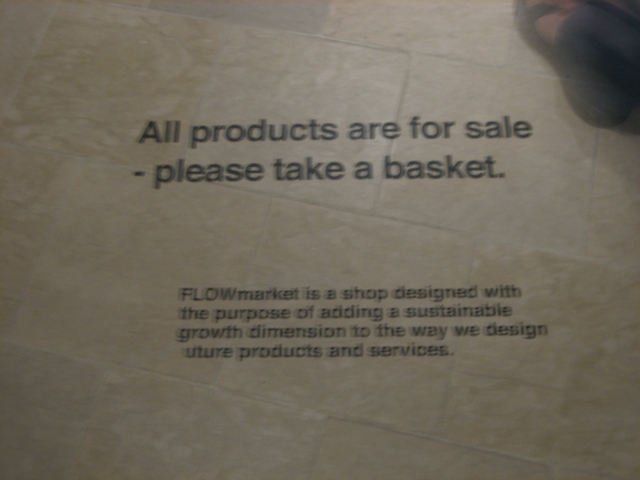 All products are for sale
- please take a basket.
FLOWmarket is a shop designed with
the purpose of adding a sustainable
growth dimension to the way we design
uture products and services.